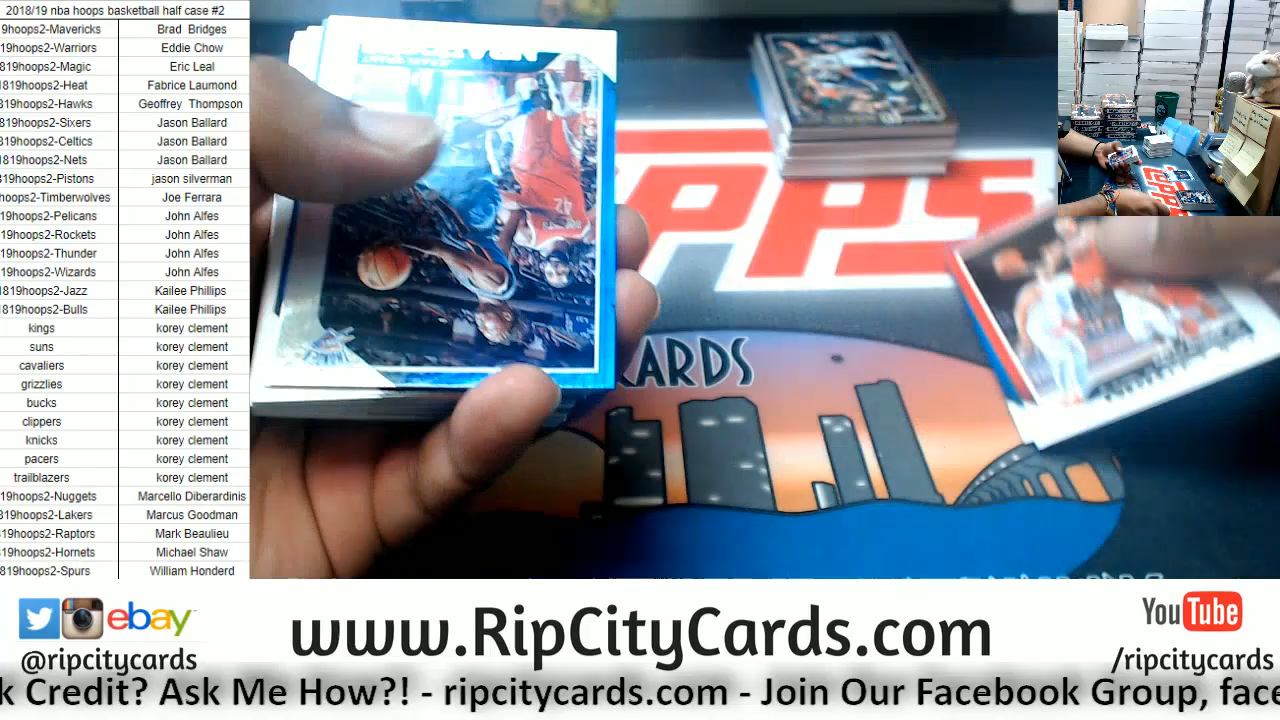 2018/19 nba hoops basketball half case #2
9hoops2-Mavericks Brad Bridges
19hoops2-Warriors Eddie Chow
819hoops2-Magic Eric Leal
1819hoops2-Heat Fabrice Laumond
819hoops2-Hawks Geoffrey Thompson
819hoops2-Sixers Jason Ballard
819hoops2-Celtics Jason Ballard
819hoops2-Nets Jason Ballard
819hoops2-Pistons jason silverman
hoops2-Timberwolves Joe Ferrara
19hoops2-Pelicans John Alfes
19hoops2-Rockets John Alfes
19hoops2-Thunder John Alfes
19hoops2-Wizards John Alfes
1819hoops2-Jazz Kailee Phillips
1819hoops2-Bulls Kailee Phillips
kings korey clement
suns korey clement
cavaliers korey clement
grizzlies korey clement
bucks korey clement
clippers korey clement
knicks korey clement
pacers korey clement
trailblazers korey clement
19hoops2-Nuggets Marcello Diberardinis
819hoops2-Lakers Marcus Goodman
19hoops2-Raptors Mark Beaulieu
19hoops2-Hornets Michael Shaw
819hoops2-Spurs William Honderd
OPPS
CARDS
42
ebay
@ripcitycards
www.RipCityCards.com
YouTube
/ripcitycards
k Credit? Ask Me How?! - ripcitycards.com - Join Our Facebook Group, face